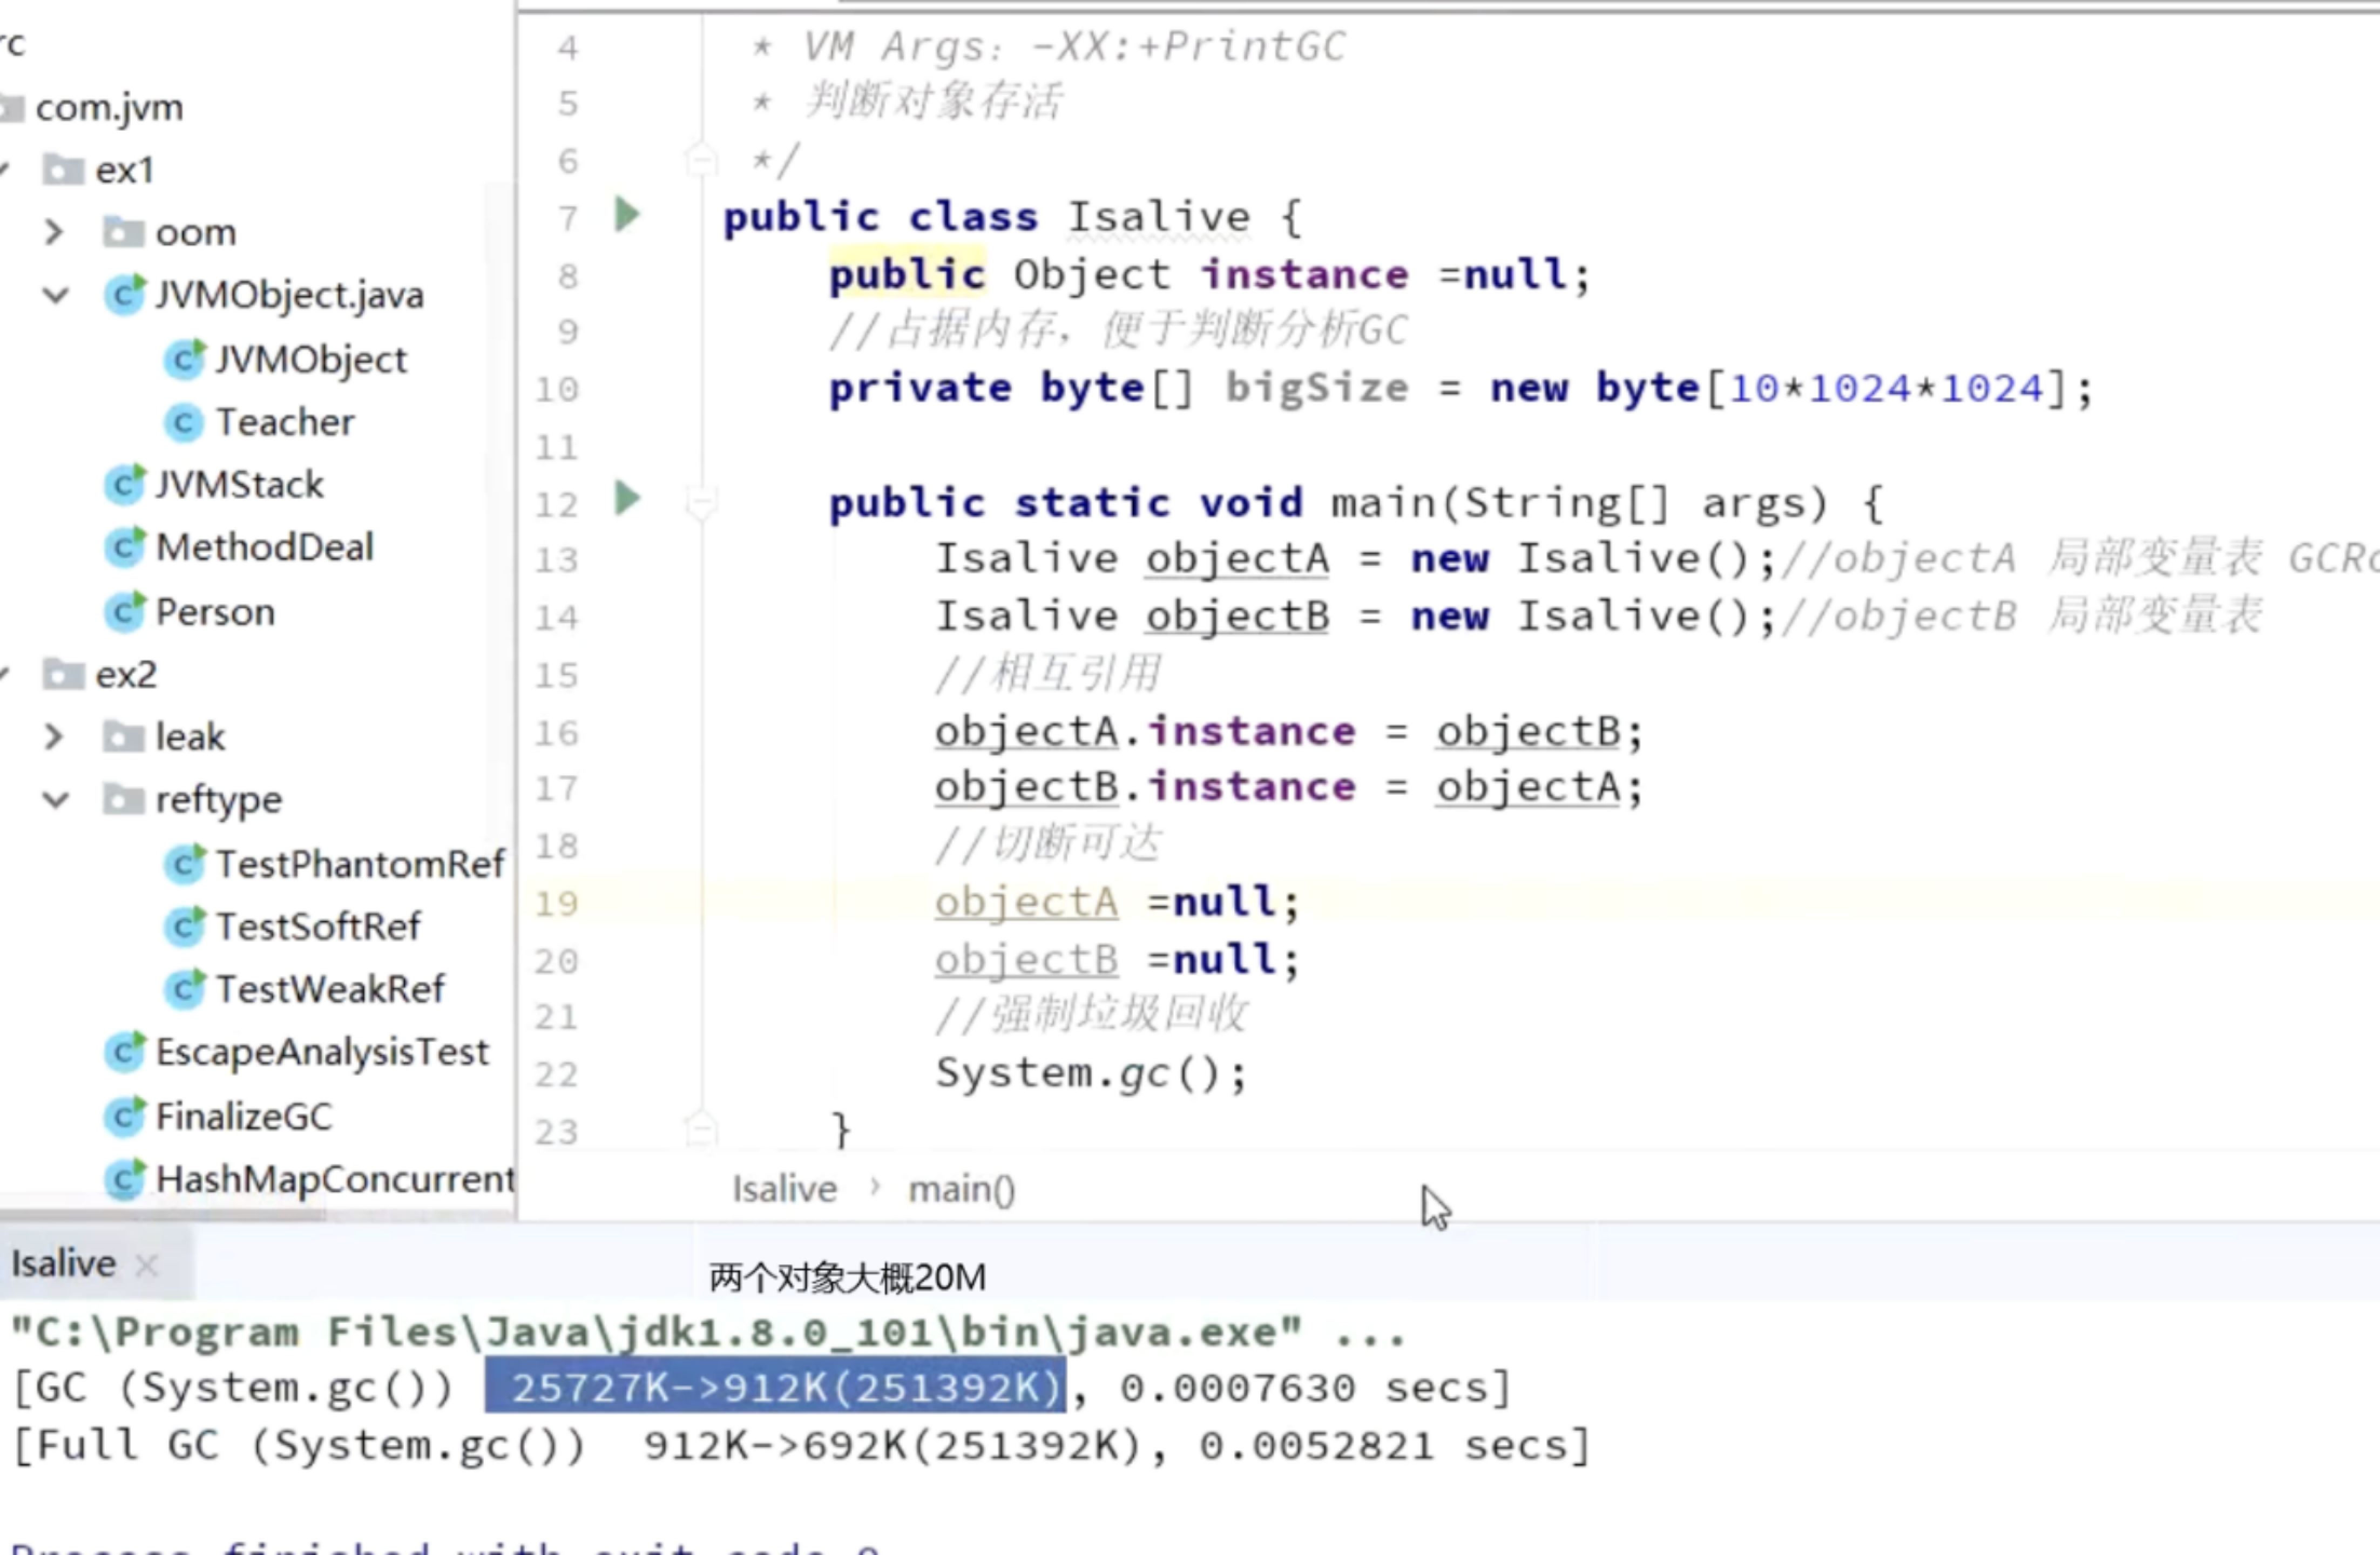 rc
com.jvm
ex1
oom
JVMObject.java
JVMObject
Teacher
JVMStack
MethodDeal
Person
ex2
leak
reftype
TestPhantomRef
TestSoftRef
TestWeakRef
EscapeAnalysisTest
FinalizeGC
HashMapConcurrent
4 * VM Args: -XX:+PrintGC
5 * 判断对象存活
6 */
7 public class Isalive {
8 public Object instance =null;
9 //占据内存，便于判断分析GC
10 private byte[] bigSize = new byte[10*1024*1024];
11
12 public static void main(String[] args) {
13 Isalive objectA = new Isalive();//objectA 局部变量表 GCRo
14 Isalive objectB = new Isalive();//objectB 局部变量表
15 //相互引用
16 objectA.instance = objectB;
17 objectB.instance = objectA;
18 //切断可达
19 objectA =null;
20 objectB =null;
21 //强制垃圾回收
22 System.gc();
23 }
Isalive › main()
Isalive ×
两个对象大概20M
"C:\Program Files\Java\jdk1.8.0_101\bin\java.exe" ...
[GC (System.gc()) 25727K->912K(251392K), 0.0007630 secs]
[Full GC (System.gc()) 912K->692K(251392K), 0.0052821 secs]
Process finished with exit code 0